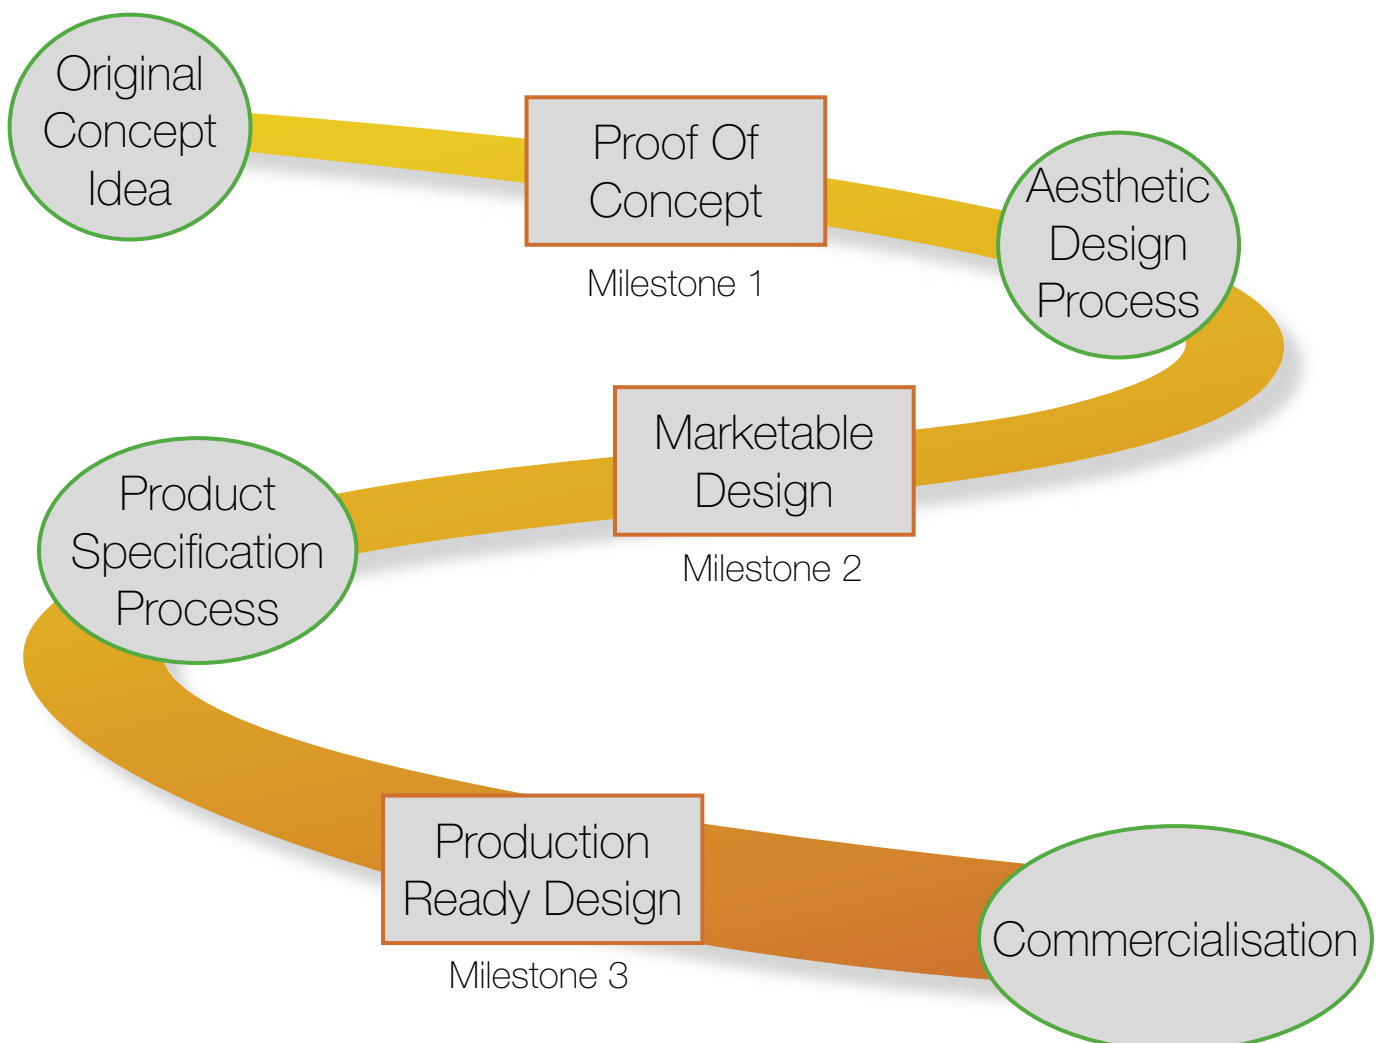 Original
Concept
Idea
Proof Of
Concept
Milestone 1
Aesthetic
Design
Process
Marketable
Design
Milestone 2
Product
Specification
Process
Production
Ready Design
Milestone 3
Commercialisation